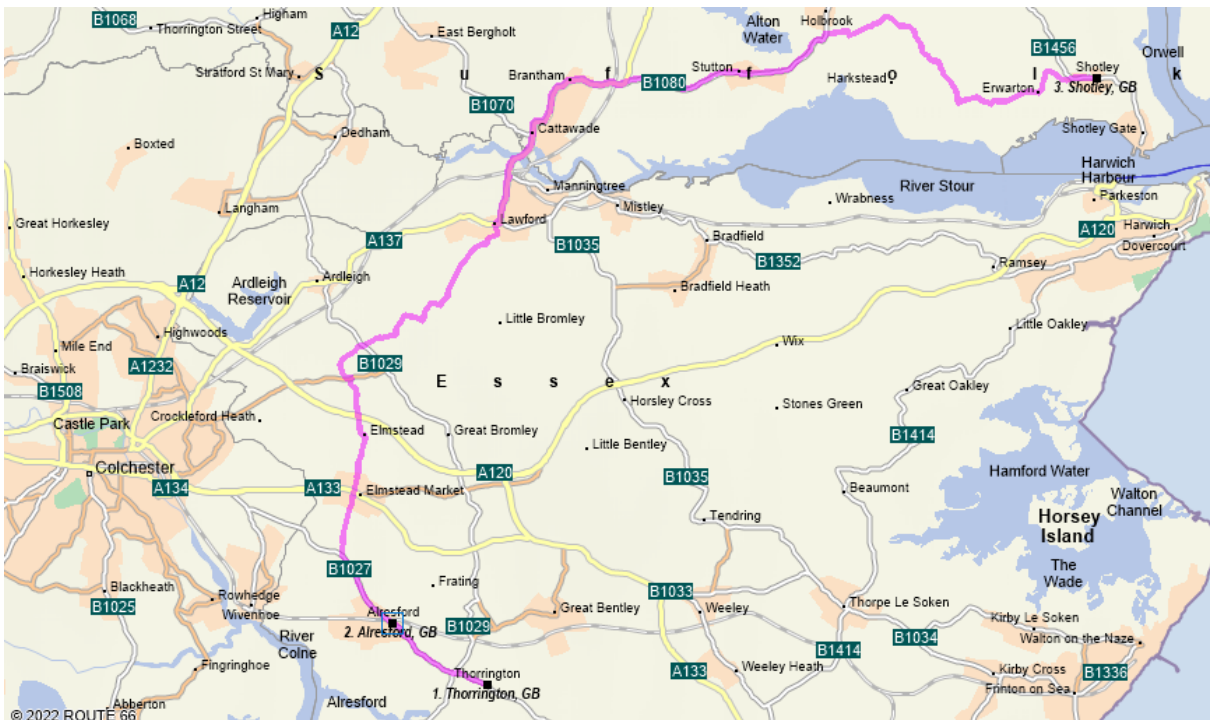 B1068
Higham
Thorrington Street
A12
East Bergholt
Alton
Water
Holbrook
B1456
Orwell
Stratford St Mary
S u f f o l k
Brantham
B1080
Stutton
Harkstead
Shotley
Erwarton
3. Shotley, GB
B1070
Dedham
Cattawade
Shotley Gate
Boxted
Harwich
Harbour
Manningtree
River Stour
Langham
Mistley
Wrabness
Parkeston
Great Horkesley
Lawford
Harwich
A137
B1035
Bradfield
A120
Dovercourt
B1352
Ramsey
Horkesley Heath
A12
Ardleigh
Reservoir
Ardleigh
Bradfield Heath
Little Bromley
Little Oakley
Highwoods
Mile End
Wix
A1232
B1029
Braiswick
E s s e x
Great Oakley
B1508
Horsley Cross
Stones Green
Castle Park
Crockleford Heath
Elmstead
Great Bromley
B1414
Little Bentley
Colchester
A120
Hamford Water
A134
A133
Elmstead Market
B1035
Beaumont
Walton
Channel
Tendring
Horsey
Island
The
Wade
B1027
Blackheath
Frating
B1033
Rowhedge
B1025
Wivenhoe
Alresford
Great Bentley
Weeley
Thorpe Le Soken
Kirby Le Soken
2. Alresford, GB
B1029
B1034
Walton on the Naze
River
Colne
B1414
Fingringhoe
Thorrington
A133
Weeley Heath
Kirby Cross
B1336
1. Thorrington, GB
Frinton on Sea
Abberton
Alresford
© 2022 ROUTE 66